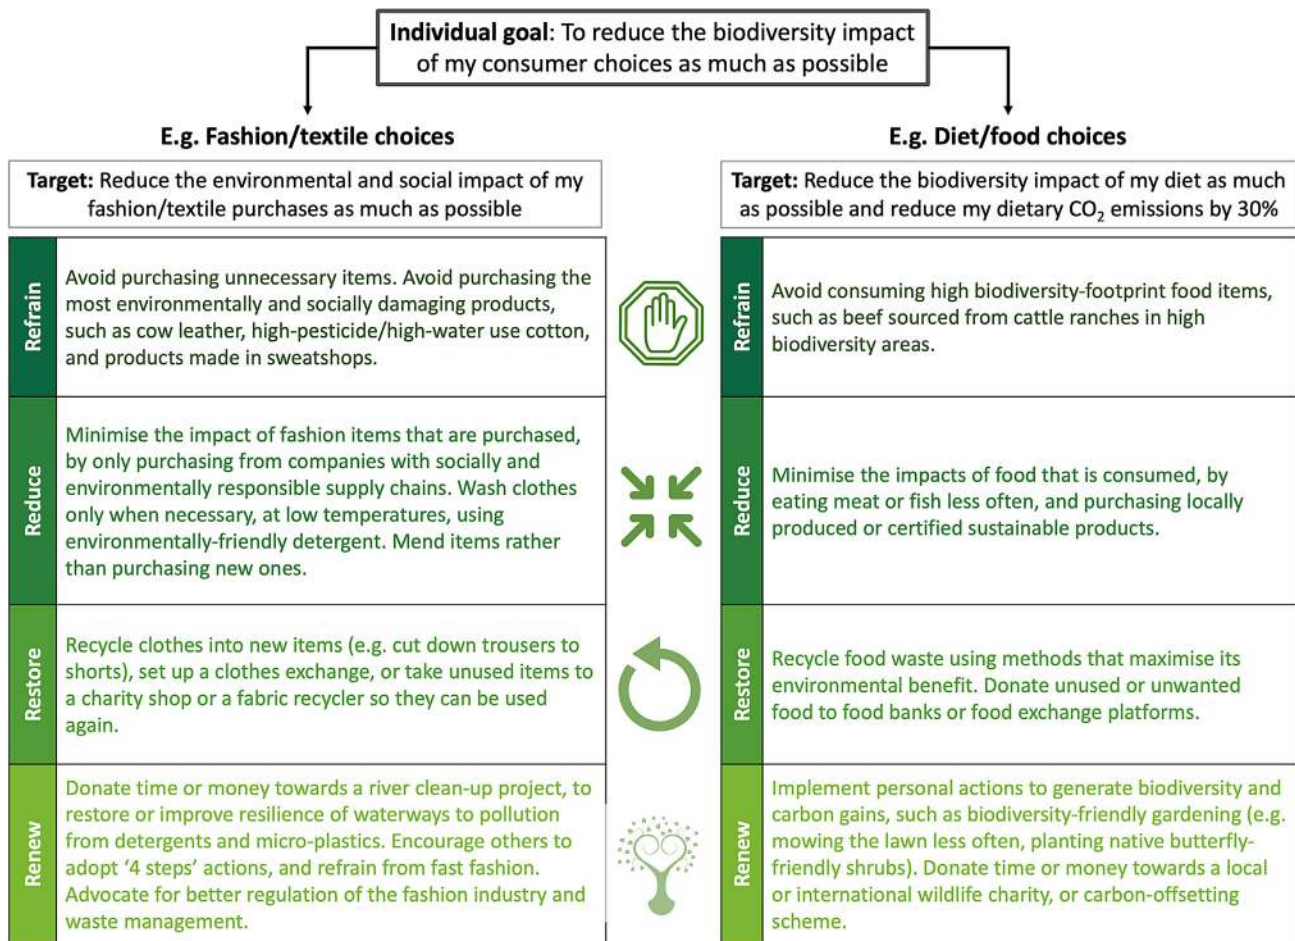 Individual goal: To reduce the biodiversity impact
of my consumer choices as much as possible
E.g. Fashion/textile choices
Target: Reduce the environmental and social impact of my
fashion/textile purchases as much as possible
Refrain
Avoid purchasing unnecessary items. Avoid purchasing the
most environmentally and socially damaging products,
such as cow leather, high-pesticide/high-water use cotton,
and products made in sweatshops.
Reduce
Minimise the impact of fashion items that are purchased,
by only purchasing from companies with socially and
environmentally responsible supply chains. Wash clothes
only when necessary, at low temperatures, using
environmentally-friendly detergent. Mend items rather
than purchasing new ones.
Restore
Recycle clothes into new items (e.g. cut down trousers to
shorts), set up a clothes exchange, or take unused items to
a charity shop or a fabric recycler so they can be used
again.
Renew
Donate time or money towards a river clean-up project, to
restore or improve resilience of waterways to pollution
from detergents and micro-plastics. Encourage others to
adopt ‘4 steps’ actions, and refrain from fast fashion.
Advocate for better regulation of the fashion industry and
waste management.
E.g. Diet/food choices
Target: Reduce the biodiversity impact of my diet as much
as possible and reduce my dietary CO₂ emissions by 30%
Refrain
Avoid consuming high biodiversity-footprint food items,
such as beef sourced from cattle ranches in high
biodiversity areas.
Reduce
Minimise the impacts of food that is consumed, by
eating meat or fish less often, and purchasing locally
produced or certified sustainable products.
Restore
Recycle food waste using methods that maximise its
environmental benefit. Donate unused or unwanted
food to food banks or food exchange platforms.
Renew
Implement personal actions to generate biodiversity and
carbon gains, such as biodiversity-friendly gardening (e.g.
mowing the lawn less often, planting native butterfly-
friendly shrubs). Donate time or money towards a local
or international wildlife charity, or carbon-offsetting
scheme.